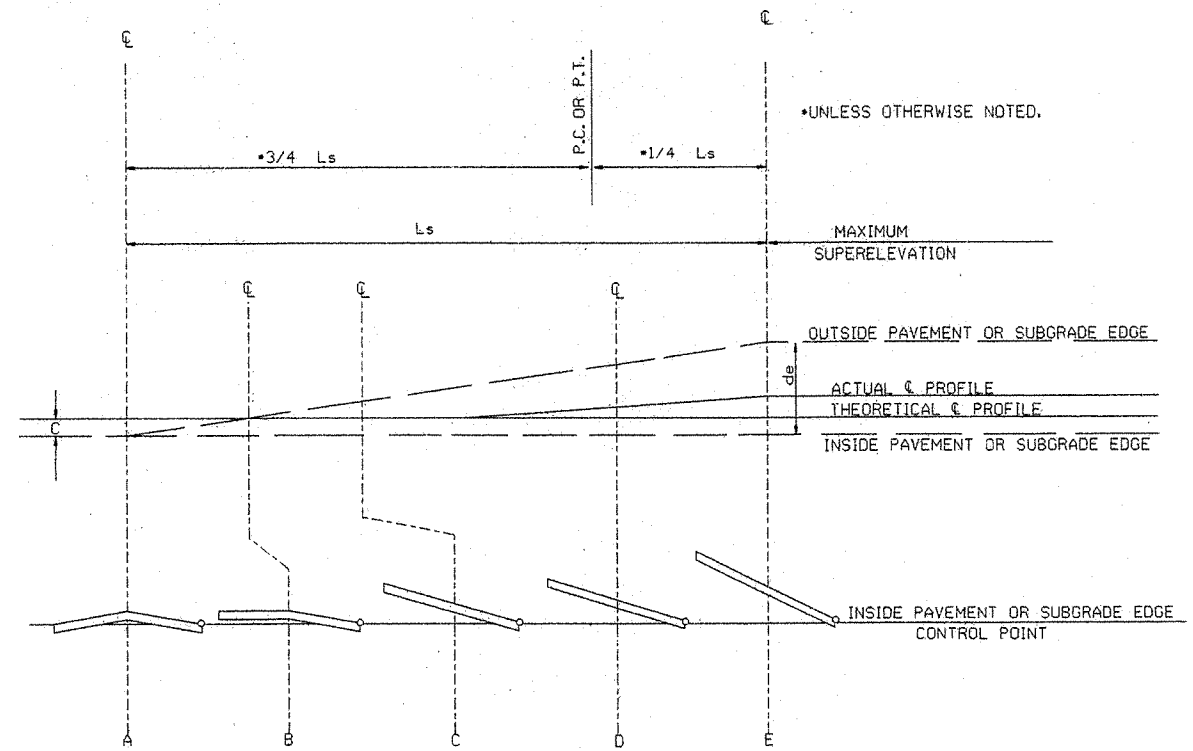 ℄
℄
P.C. OR P.T.
*UNLESS OTHERWISE NOTED.
*3/4 Ls
*1/4 Ls
Ls
MAXIMUM
SUPERELEVATION
℄
℄
℄
OUTSIDE PAVEMENT OR SUBGRADE EDGE
de
ACTUAL ℄ PROFILE
THEORETICAL ℄ PROFILE
C
INSIDE PAVEMENT OR SUBGRADE EDGE
INSIDE PAVEMENT OR SUBGRADE EDGE
CONTROL POINT
A
B
C
D
E